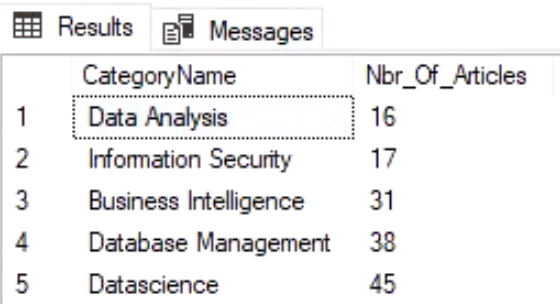 Results Messages
CategoryName Nbr_Of_Articles
1 Data Analysis 16
2 Information Security 17
3 Business Intelligence 31
4 Database Management 38
5 Datascience 45